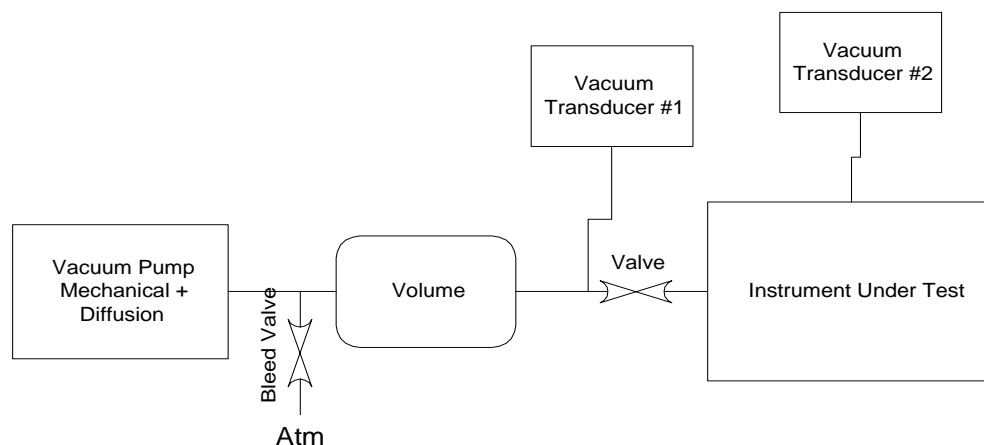 Vacuum
Transducer #1
Vacuum
Transducer #2
Vacuum Pump
Mechanical +
Diffusion
Bleed Valve
Atm
Volume
Valve
Instrument Under Test